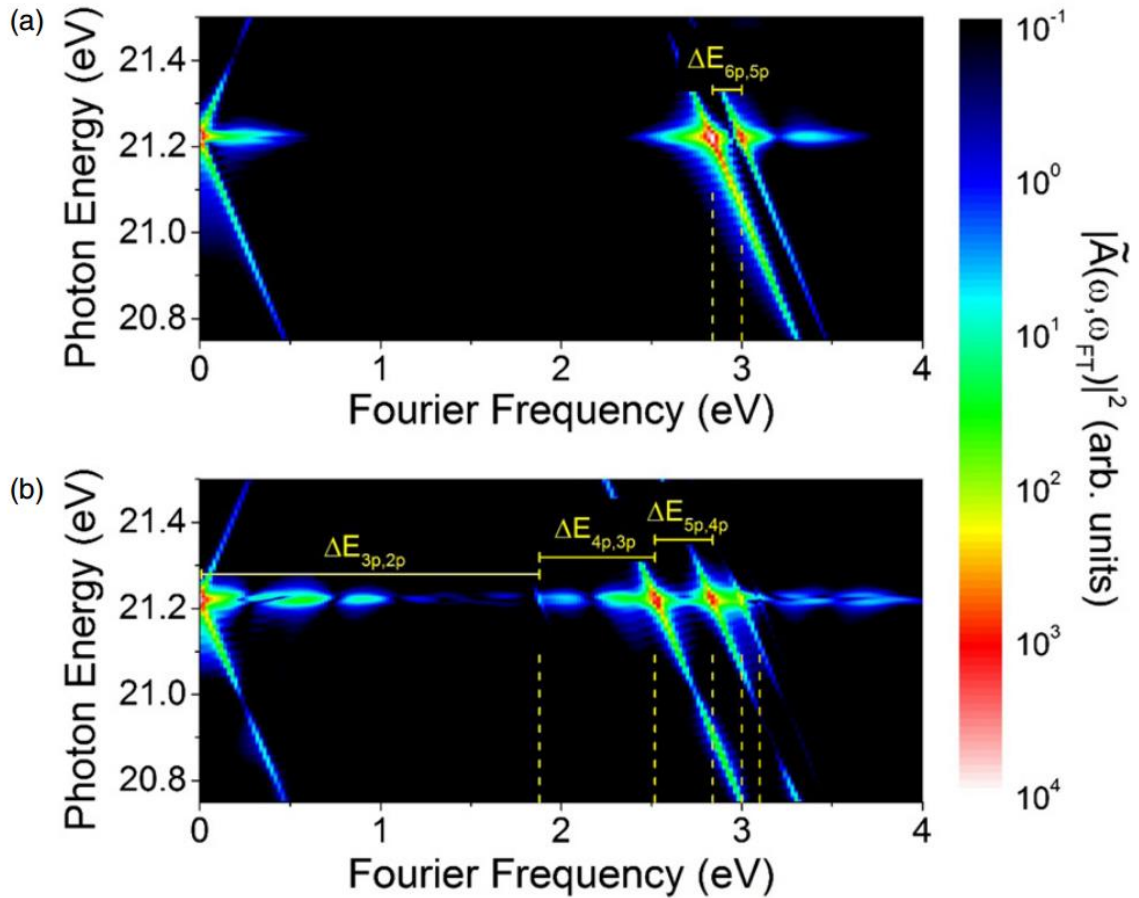 (a)
Photon Energy (eV)
21.4
21.2
21.0
20.8
ΔE6p,5p
0
1
2
3
4
Fourier Frequency (eV)
(b)
Photon Energy (eV)
21.4
21.2
21.0
20.8
ΔE3p,2p
ΔE4p,3p
ΔE5p,4p
0
1
2
3
4
Fourier Frequency (eV)
10-1
100
101
102
103
104
|Ã(ω,ωFT)|2 (arb. units)